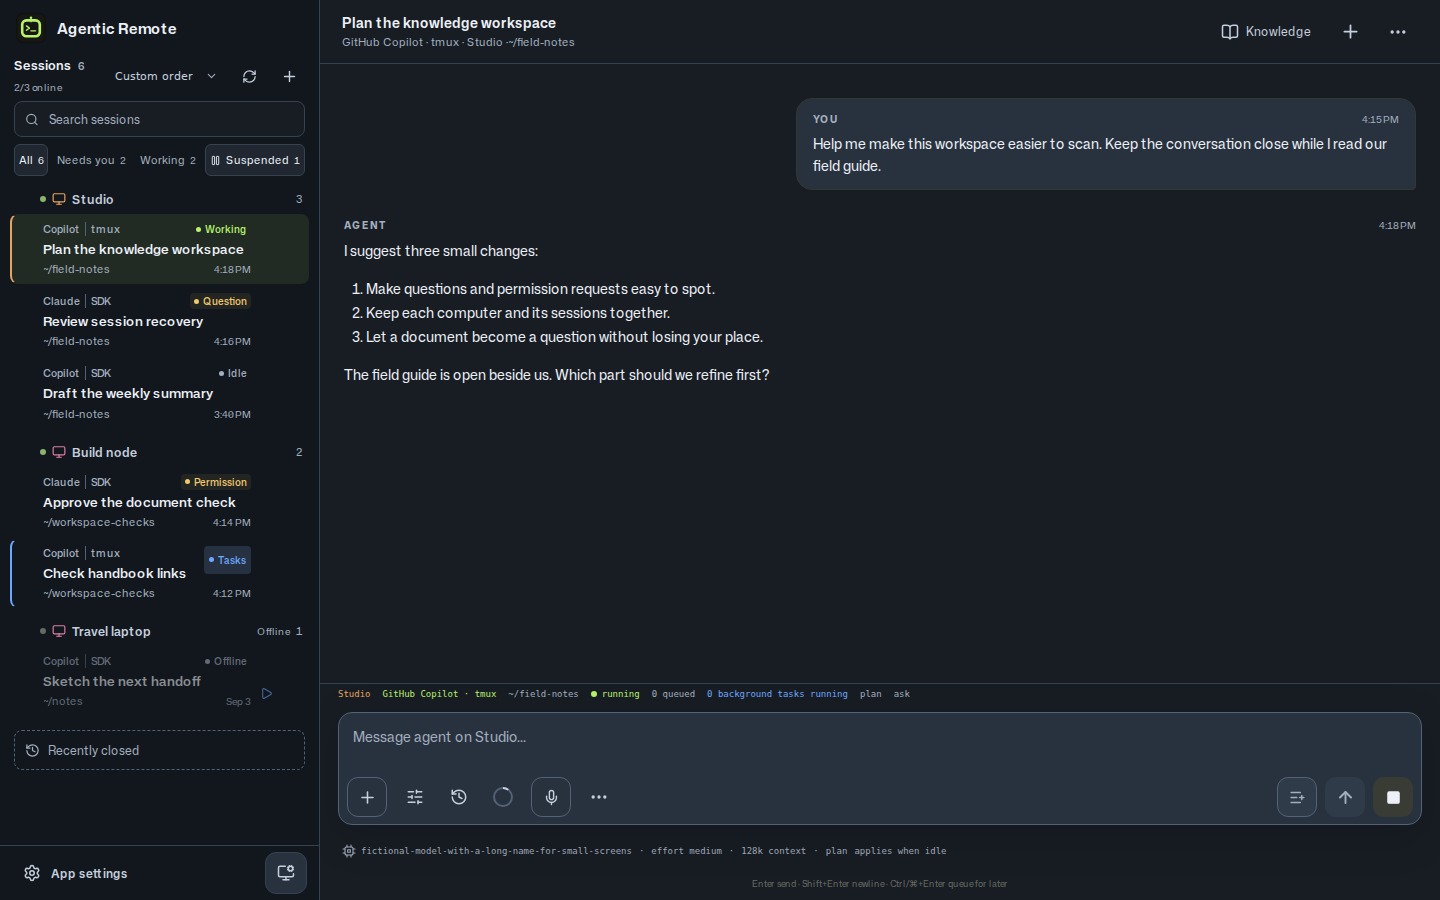 Agentic Remote
Sessions 6
2/3 online
Custom order
Search sessions
All 6
Needs you 2
Working 2
Suspended 1
Studio 3
Copilot | tmux Working
Plan the knowledge workspace
~/field-notes 4:18 PM
Claude | SDK Question
Review session recovery
~/field-notes 4:16 PM
Copilot | SDK Idle
Draft the weekly summary
~/field-notes 3:40 PM
Build node 2
Claude | SDK Permission
Approve the document check
~/workspace-checks 4:14 PM
Copilot | tmux Tasks
Check handbook links
~/workspace-checks 4:12 PM
Travel laptop Offline 1
Copilot | SDK Offline
Sketch the next handoff
~/notes Sep 3
Recently closed
App settings
Plan the knowledge workspace
GitHub Copilot · tmux · Studio · ~/field-notes
Knowledge
YOU 4:15 PM
Help me make this workspace easier to scan. Keep the conversation close while I read our
field guide.
AGENT 4:18 PM
I suggest three small changes:
1. Make questions and permission requests easy to spot.
2. Keep each computer and its sessions together.
3. Let a document become a question without losing your place.
The field guide is open beside us. Which part should we refine first?
Studio GitHub Copilot · tmux ~/field-notes running 0 queued 0 background tasks running plan ask
Message agent on Studio...
fictional-model-with-a-long-name-for-small-screens · effort medium · 128k context · plan applies when idle
Enter send · Shift+Enter newline · Ctrl/⌘+Enter queue for later